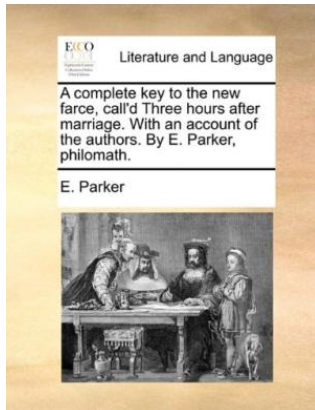 ECCO
Literature and Language
A complete key to the new
farce, call'd Three hours after
marriage. With an account of
the authors. By E. Parker,
philomath.
E. Parker